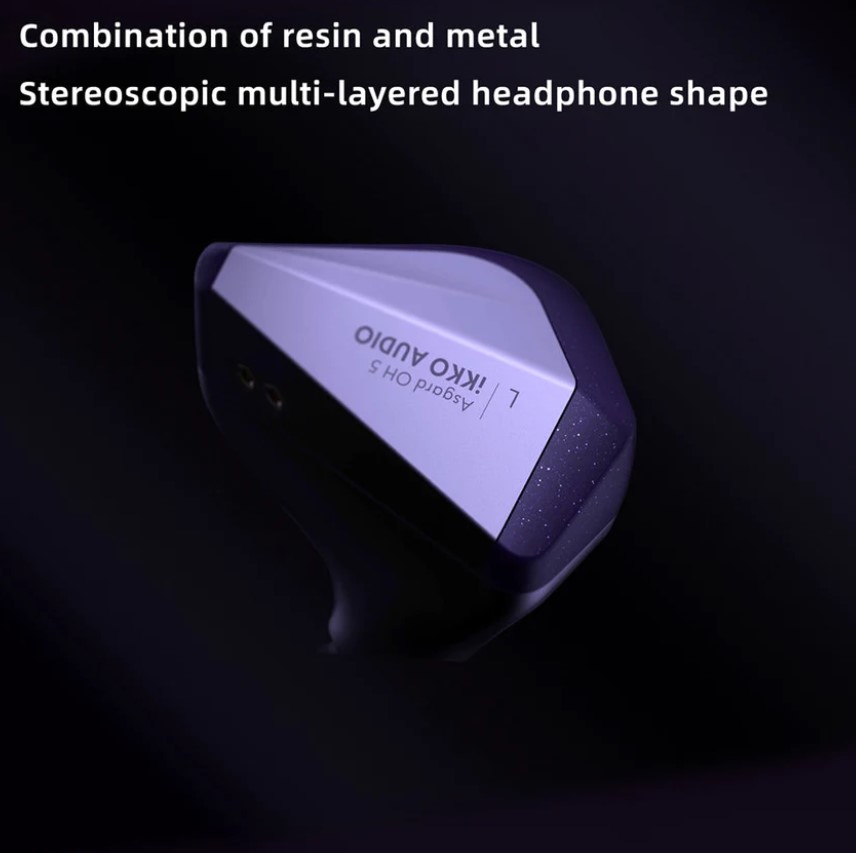 Combination of resin and metal
Stereoscopic multi-layered headphone shape
L
iKKO AUDIO
Asgard OH 5